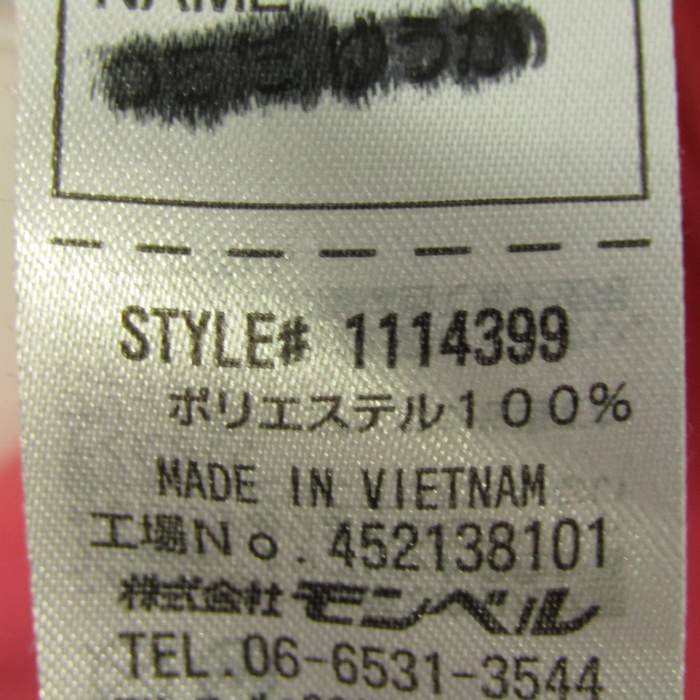 NAME
STYLE# 1114399
ポリエステル100%
MADE IN VIETNAM
工場No. 452138101
株式会社モンベル
TEL.06-6531-3544